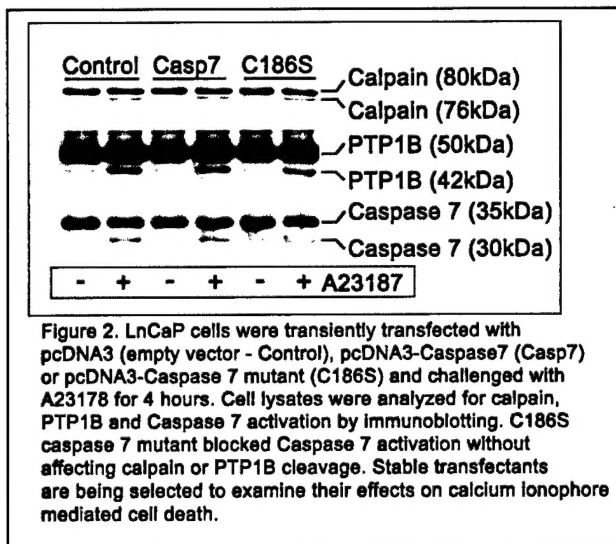 Control Casp7 C186S
Calpain (80kDa)
Calpain (76kDa)
PTP1B (50kDa)
PTP1B (42kDa)
Caspase 7 (35kDa)
Caspase 7 (30kDa)
- + - + - + A23187
Figure 2. LnCaP cells were transiently transfected with
pcDNA3 (empty vector - Control), pcDNA3-Caspase7 (Casp7)
or pcDNA3-Caspase 7 mutant (C186S) and challenged with
A23178 for 4 hours. Cell lysates were analyzed for calpain,
PTP1B and Caspase 7 activation by immunoblotting. C186S
caspase 7 mutant blocked Caspase 7 activation without
affecting calpain or PTP1B cleavage. Stable transfectants
are being selected to examine their effects on calcium ionophore
mediated cell death.